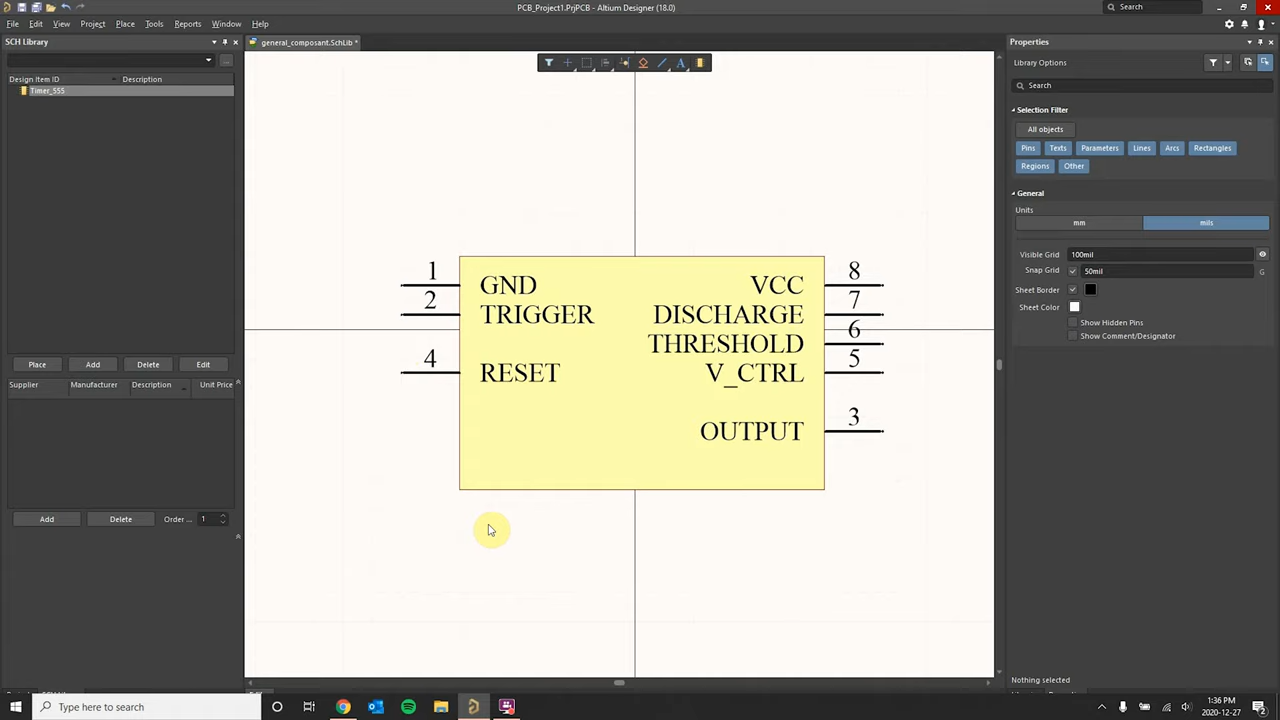 PCB_Project1.PrjPCB - Altium Designer (18.0)
Search
File Edit View Project Place Tools Reports Window Help
SCH Library
general_composant.SchLib *
Properties
Library Options
Design Item ID Description
Timer_555
Search
Selection Filter
All objects
Pins Texts Parameters Lines Arcs Rectangles
Regions Other
General
Units
mm mils
Visible Grid 100mil
Snap Grid 50mil G
Sheet Border
Sheet Color
Show Hidden Pins
Show Comment/Designator
1 GND VCC 8
2 TRIGGER DISCHARGE 7
THRESHOLD 6
4 RESET V_CTRL 5
OUTPUT 3
Place Add Delete Edit
Supplier Manufacturer Description Unit Price
Add Delete Order ... 1
Nothing selected
Type here to search
1:36 PM
2020-12-27